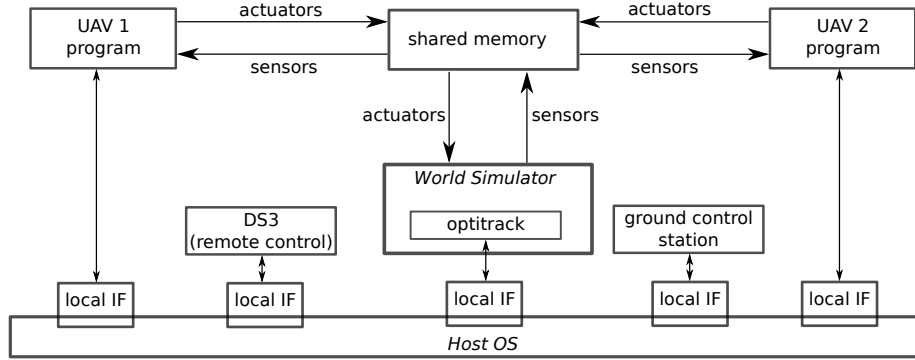 UAV 1
program
actuators
sensors
shared memory
actuators
sensors
UAV 2
program
actuators
sensors
World Simulator
optitrack
DS3
(remote control)
ground control
station
local IF
local IF
local IF
local IF
local IF
Host OS